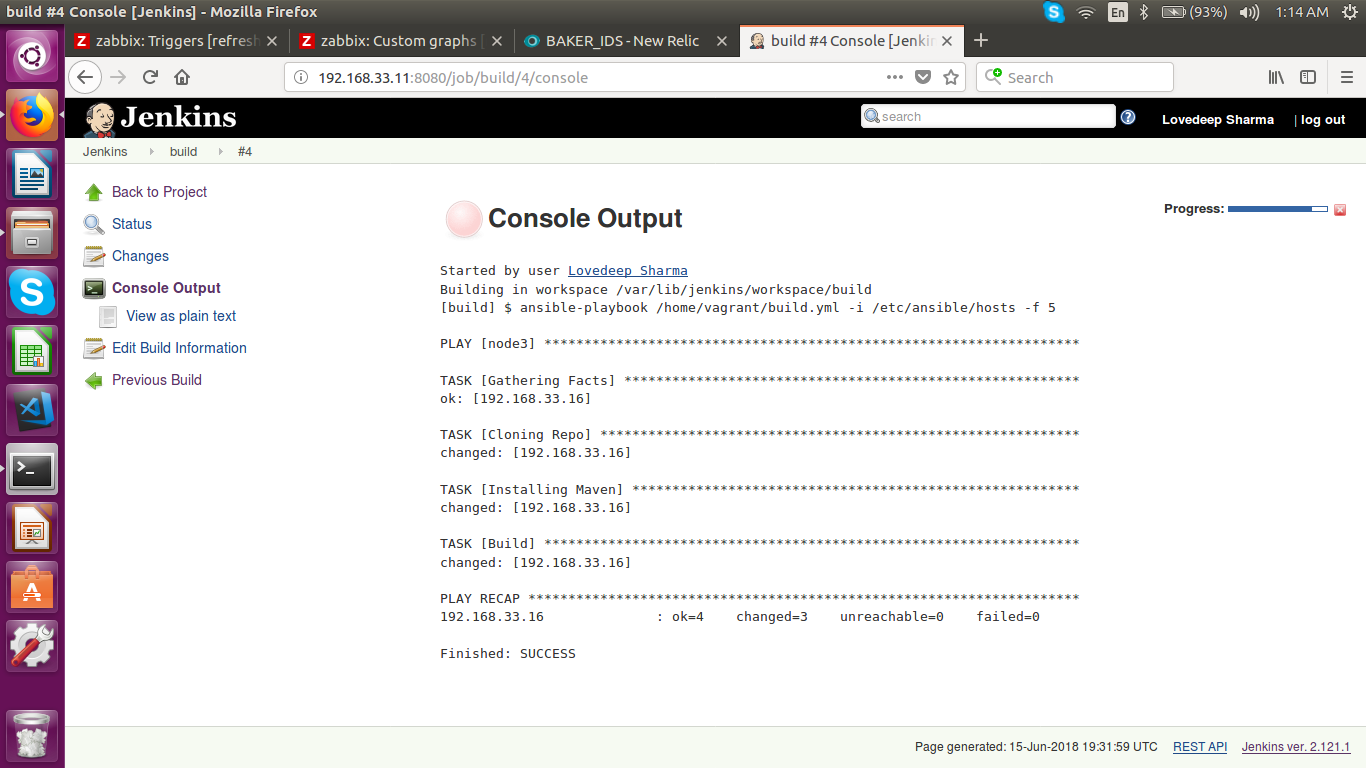 build #4 Console [Jenkins] - Mozilla Firefox
En
(93%)
1:14 AM
zabbix: Triggers [refresh
zabbix: Custom graphs [
BAKER_IDS - New Relic
build #4 Console [Jenkin
192.168.33.11:8080/job/build/4/console
Search
Jenkins
search
Lovedeep Sharma
| log out
Jenkins
build
#4
Back to Project
Status
Changes
Console Output
View as plain text
Edit Build Information
Previous Build
Console Output
Progress:
Started by user Lovedeep Sharma
Building in workspace /var/lib/jenkins/workspace/build
[build] $ ansible-playbook /home/vagrant/build.yml -i /etc/ansible/hosts -f 5
PLAY [node3] *******************************************************************
TASK [Gathering Facts] *********************************************************
ok: [192.168.33.16]
TASK [Cloning Repo] ************************************************************
changed: [192.168.33.16]
TASK [Installing Maven] ********************************************************
changed: [192.168.33.16]
TASK [Build] *******************************************************************
changed: [192.168.33.16]
PLAY RECAP *********************************************************************
192.168.33.16              : ok=4    changed=3    unreachable=0    failed=0
Finished: SUCCESS
Page generated: 15-Jun-2018 19:31:59 UTC
REST API
Jenkins ver. 2.121.1